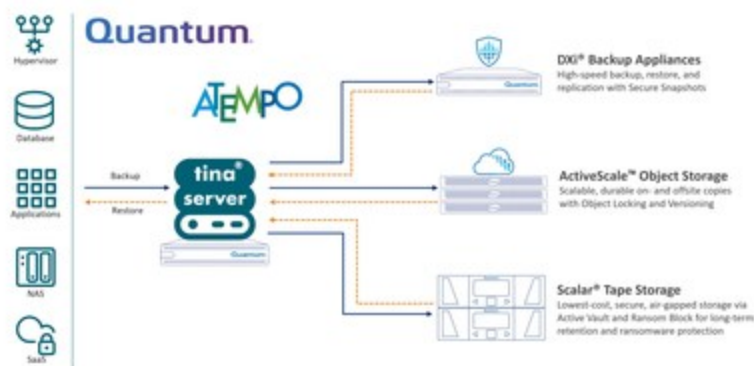 Quantum.
ATEMPO
Hypervisor
Database
Applications
NAS
SaaS
Backup
Restore
tina®
server
Quantum
Quantum
DXi® Backup Appliances
High-speed backup, restore, and
replication with Secure Snapshots
ActiveScale™ Object Storage
Scalable, durable on- and offsite copies
with Object Locking and Versioning
Scalar® Tape Storage
Lowest-cost, secure, air-gapped storage via
Active Vault and Ransom Block for long-term
retention and ransomware protection